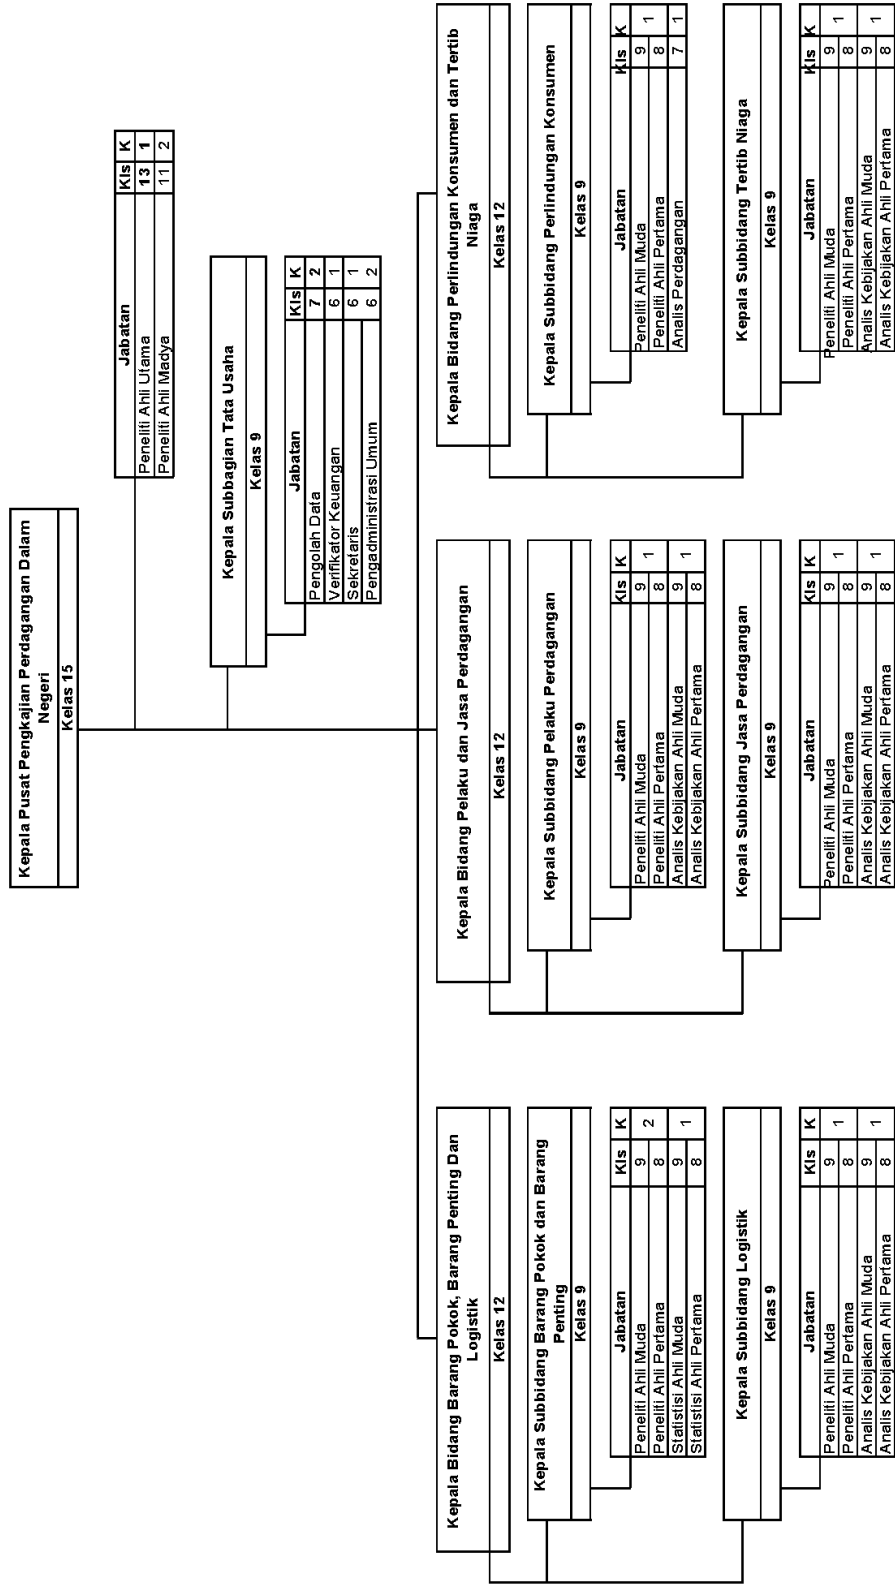 Kepala Pusat Pengkajian Perdagangan Dalam
Negeri
Kelas 15
Jabatan Kls K
Peneliti Ahli Utama 13 1
Peneliti Ahli Madya 11 2
Kepala Subbagian Tata Usaha
Kelas 9
Jabatan Kls K
Pengolah Data 7 2
Verifikator Keuangan 6 1
Sekretaris 6 1
Pengadministrasi Umum 6 2
Kepala Bidang Barang Pokok, Barang Penting Dan
Logistik
Kelas 12
Kepala Subbidang Barang Pokok dan Barang
Penting
Kelas 9
Jabatan Kls K
Peneliti Ahli Muda 9 2
Peneliti Ahli Pertama 8
Statistisi Ahli Muda 9 1
Statistisi Ahli Pertama 8
Kepala Subbidang Logistik
Kelas 9
Jabatan Kls K
Peneliti Ahli Muda 9 1
Peneliti Ahli Pertama 8
Analis Kebijakan Ahli Muda 9 1
Analis Kebijakan Ahli Pertama 8
Kepala Bidang Pelaku dan Jasa Perdagangan
Kelas 12
Kepala Subbidang Pelaku Perdagangan
Kelas 9
Jabatan Kls K
Peneliti Ahli Muda 9 1
Peneliti Ahli Pertama 8
Analis Kebijakan Ahli Muda 9 1
Analis Kebijakan Ahli Pertama 8
Kepala Subbidang Jasa Perdagangan
Kelas 9
Jabatan Kls K
Peneliti Ahli Muda 9 1
Peneliti Ahli Pertama 8
Analis Kebijakan Ahli Muda 9 1
Analis Kebijakan Ahli Pertama 8
Kepala Bidang Perlindungan Konsumen dan Tertib
Niaga
Kelas 12
Kepala Subbidang Perlindungan Konsumen
Kelas 9
Jabatan Kls K
Peneliti Ahli Muda 9 1
Peneliti Ahli Pertama 8
Analis Perdagangan 7 1
Kepala Subbidang Tertib Niaga
Kelas 9
Jabatan Kls K
Peneliti Ahli Muda 9 1
Peneliti Ahli Pertama 8
Analis Kebijakan Ahli Muda 9 1
Analis Kebijakan Ahli Pertama 8